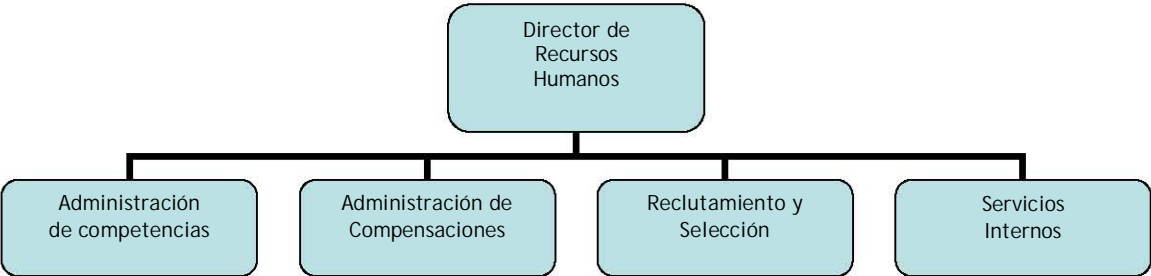 Director de
Recursos
Humanos
Administración
de competencias
Administración de
Compensaciones
Reclutamiento y
Selección
Servicios
Internos